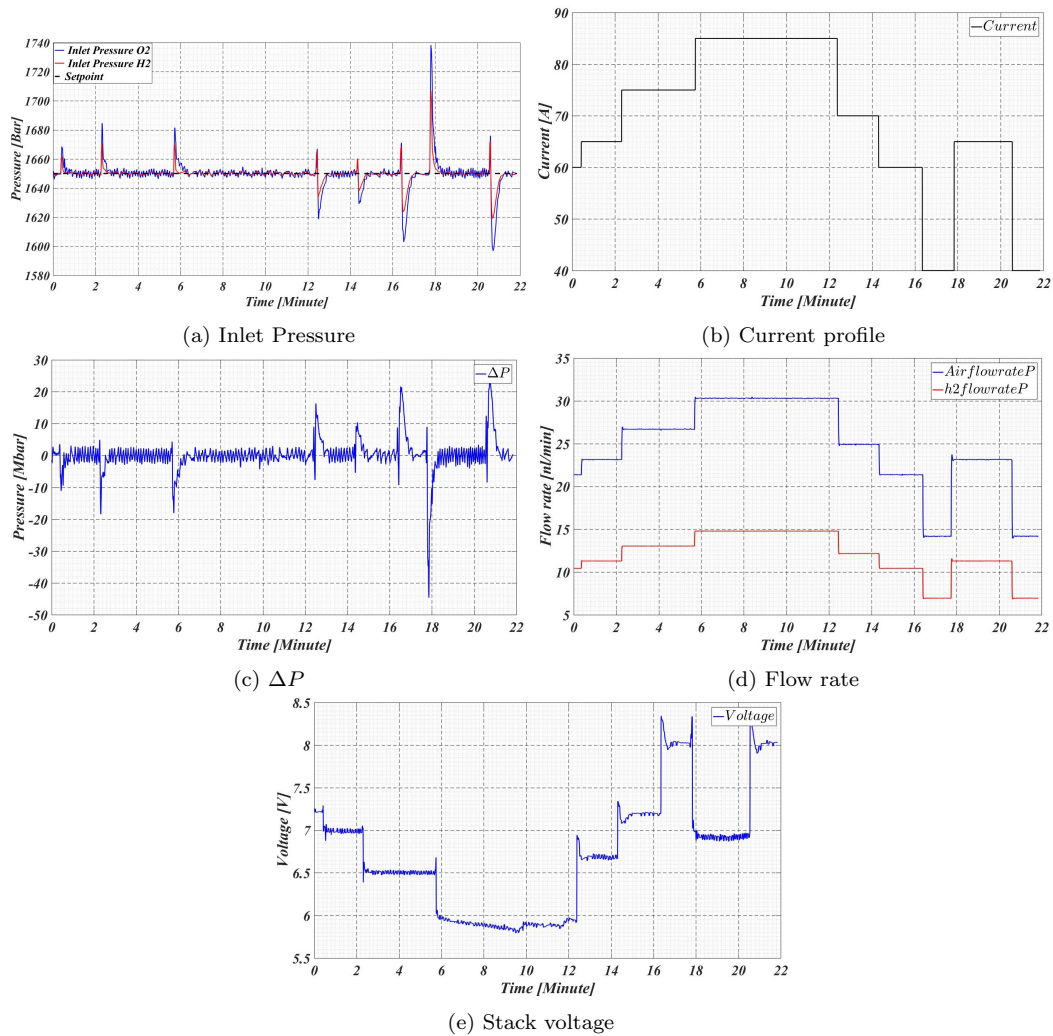 1740
1720
1700
1680
1660
1640
1620
1600
1580
Pressure [Bar]
Inlet Pressure O2
Inlet Pressure H2
Setpoint
0 2 4 6 8 10 12 14 16 18 20 22
Time [Minute]
(a) Inlet Pressure
90
80
70
60
50
40
Current [A]
Current
0 2 4 6 8 10 12 14 16 18 20 22
Time [Minute]
(b) Current profile
30
20
10
0
-10
-20
-30
-40
-50
Pressure [Mbar]
ΔP
0 2 4 6 8 10 12 14 16 18 20 22
Time [Minute]
(c) ΔP
35
30
25
20
15
10
5
Flow rate [nl/min]
AirflowrateP
h2flowrateP
0 2 4 6 8 10 12 14 16 18 20 22
Time [Minute]
(d) Flow rate
8.5
8
7.5
7
6.5
6
5.5
Voltage [V]
Voltage
0 2 4 6 8 10 12 14 16 18 20 22
Time [Minute]
(e) Stack voltage